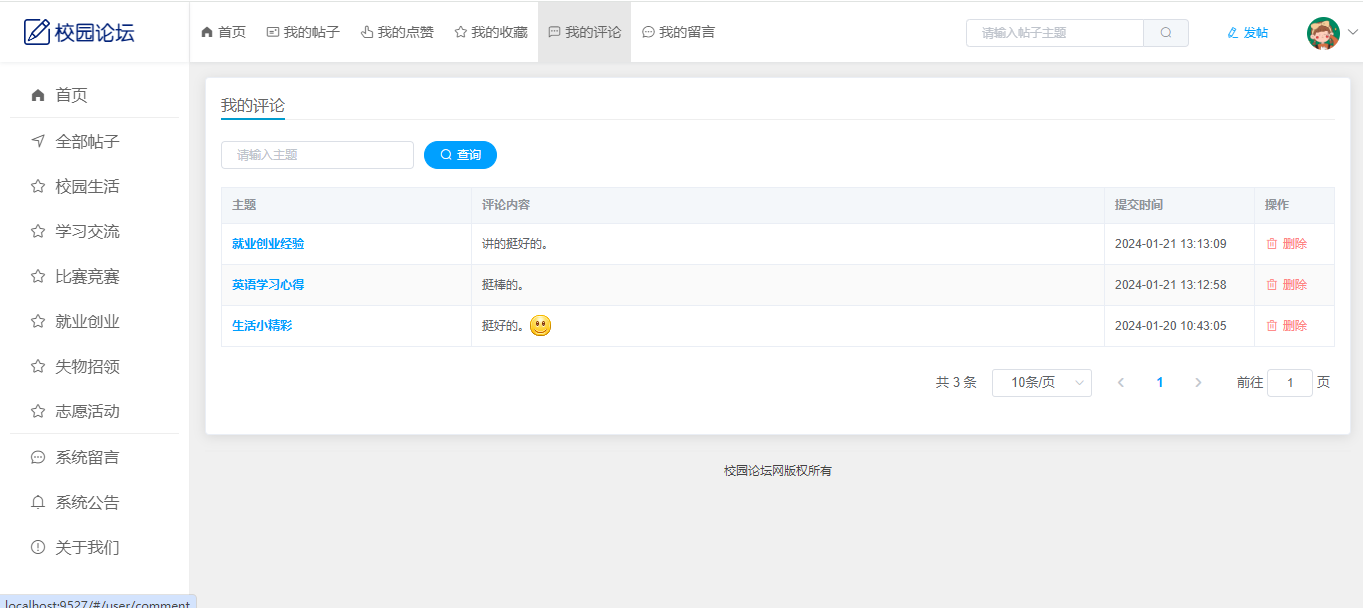 校园论坛
首页 我的帖子 我的点赞 我的收藏 我的评论 我的留言 请输入帖子主题 发帖
首页
全部帖子
校园生活
学习交流
比赛竞赛
就业创业
失物招领
志愿活动
系统留言
系统公告
关于我们
我的评论
请输入主题 查询
主题 评论内容 提交时间 操作
就业创业经验 讲的挺好的。 2024-01-21 13:13:09 删除
英语学习心得 挺棒的。 2024-01-21 13:12:58 删除
生活小精彩 挺好的。 2024-01-20 10:43:05 删除
共 3 条 10条/页 1 前往 1 页
校园论坛网版权所有
localhost:9527/#/user/comment